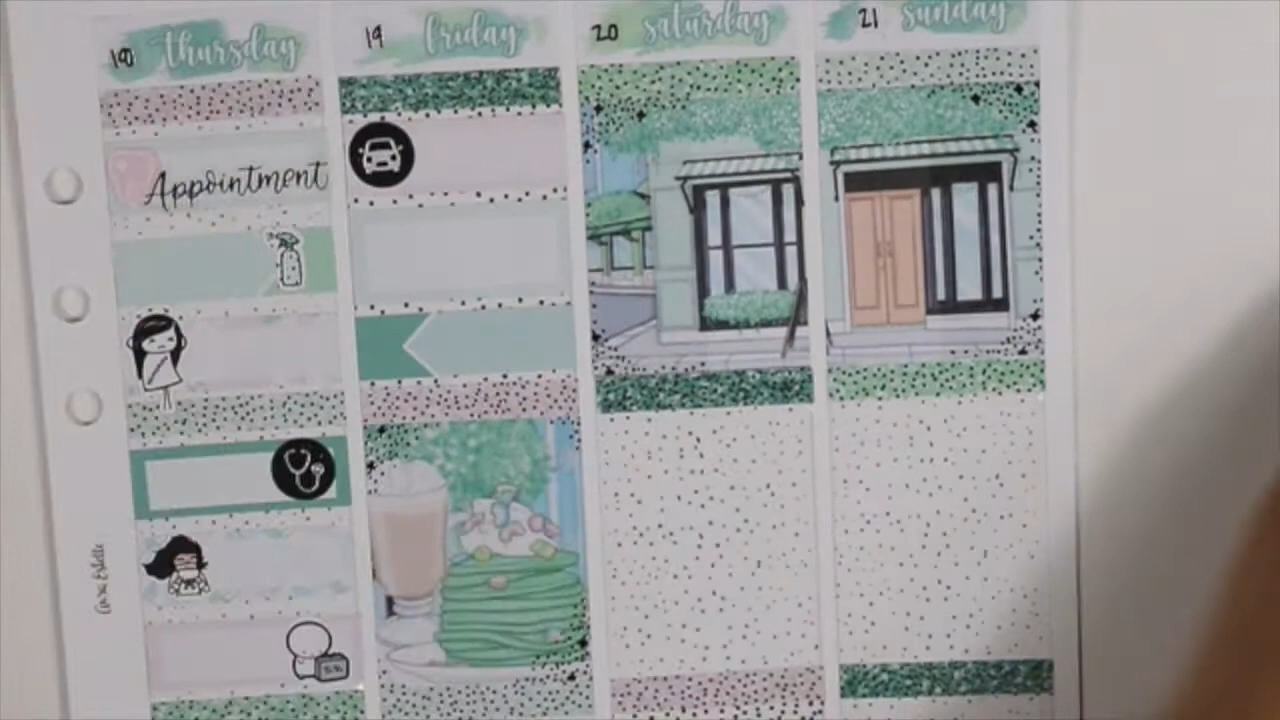 18 thursday
19 friday
20 saturday
21 sunday
Appointment